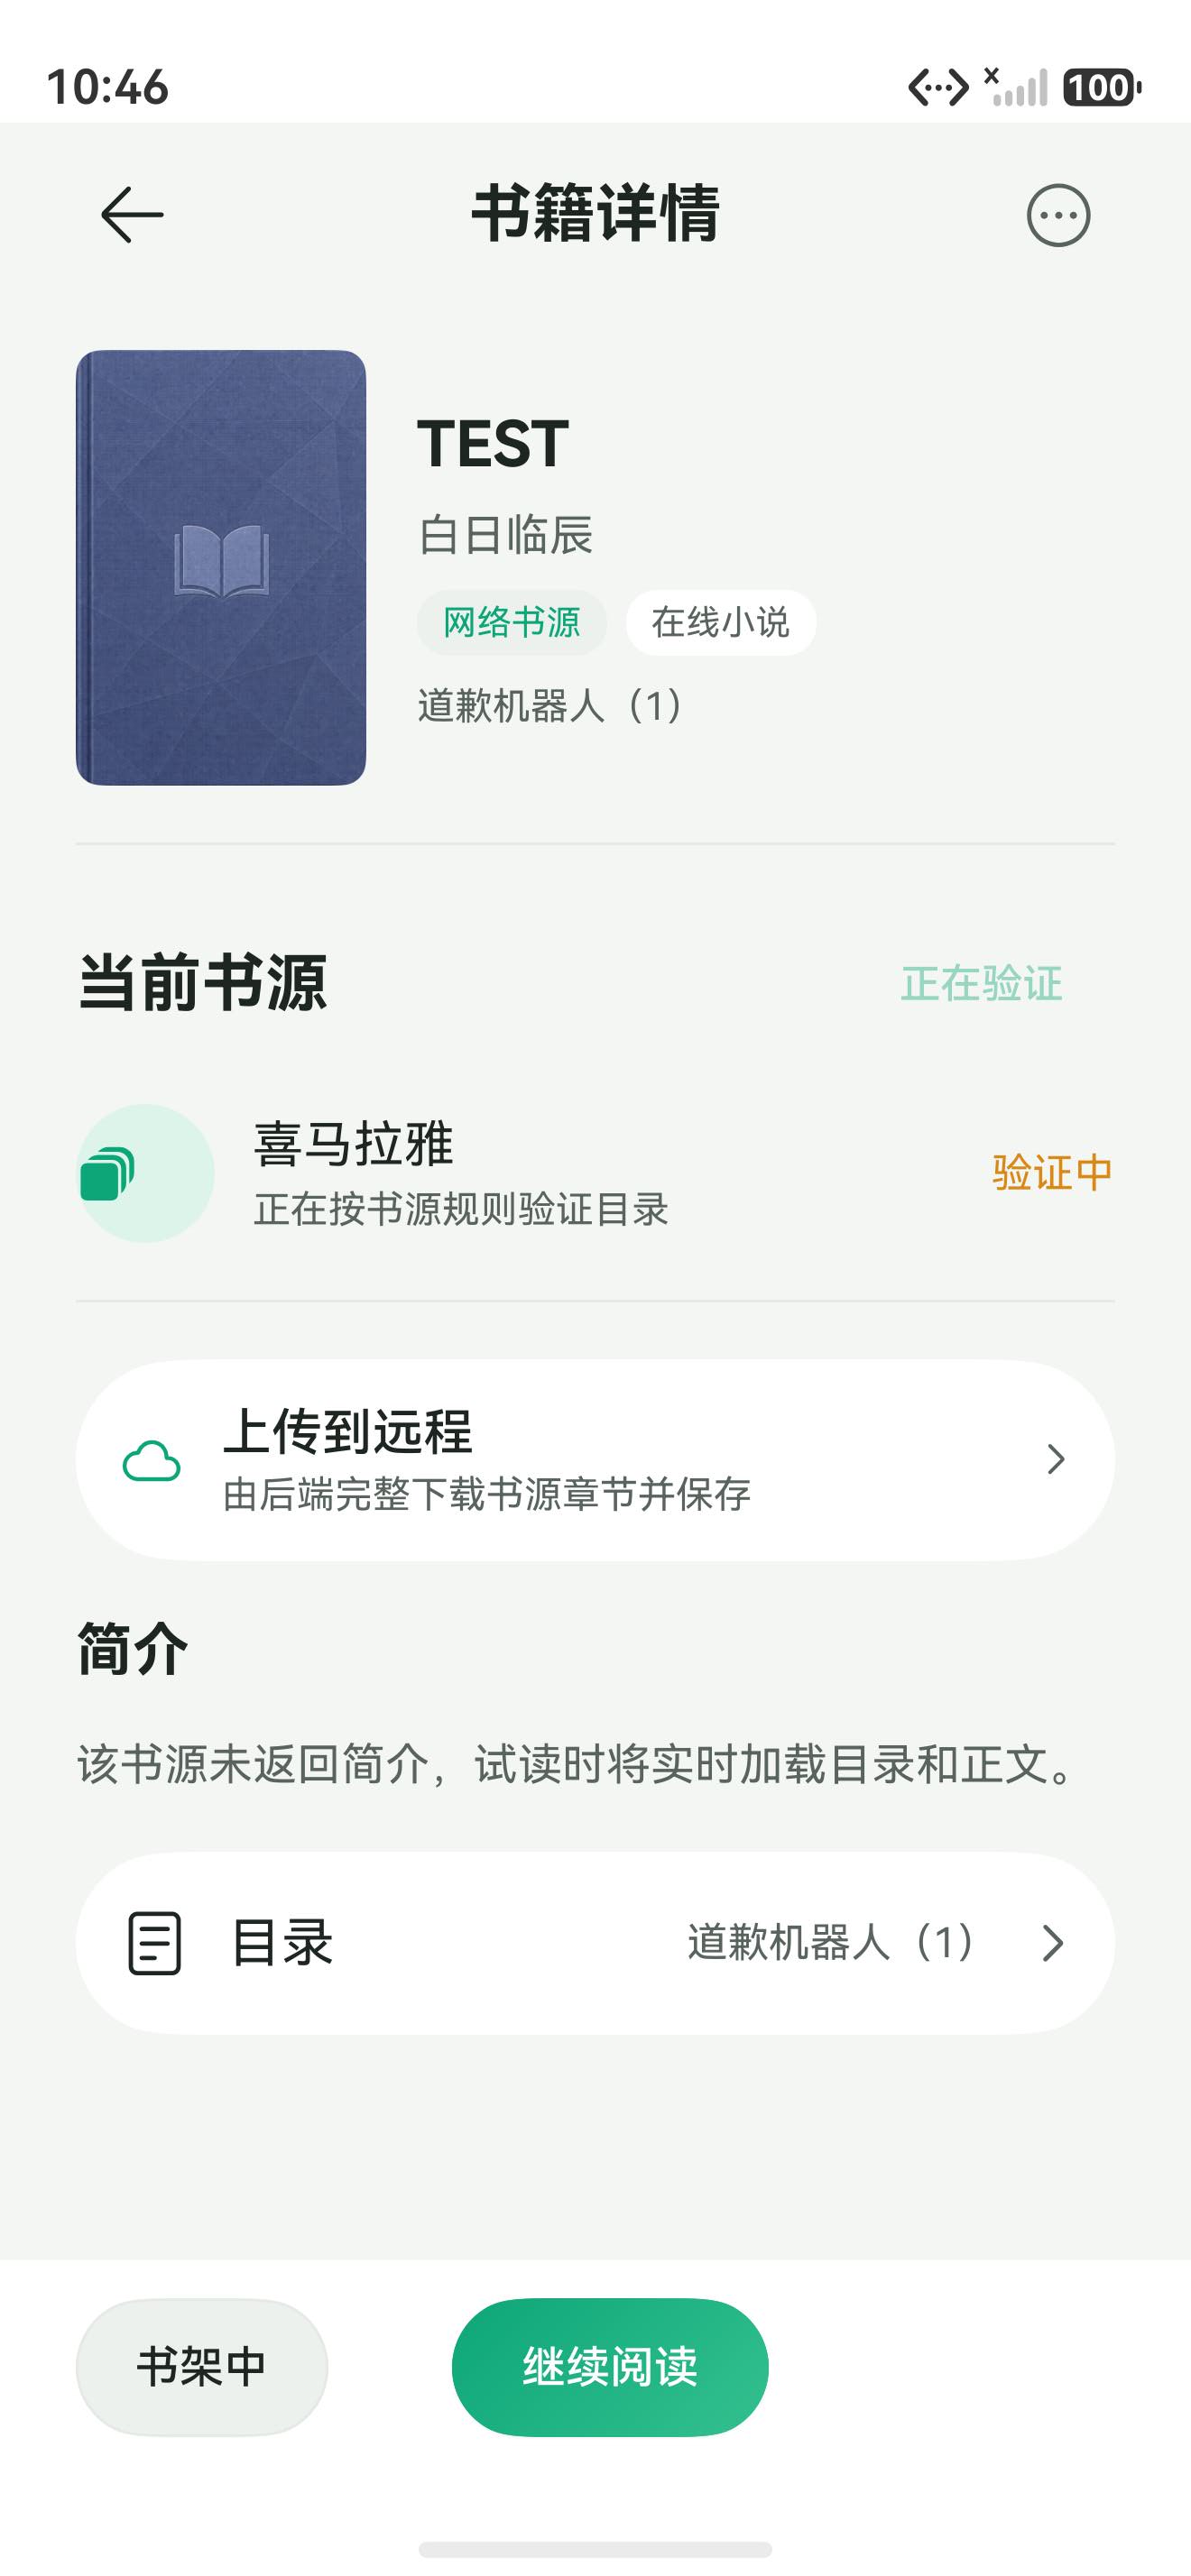 10:46
100
书籍详情
TEST
白日临辰
网络书源 在线小说
道歉机器人（1）
当前书源 正在验证
喜马拉雅
正在按书源规则验证目录
验证中
上传到远程
由后端完整下载书源章节并保存
简介
该书源未返回简介，试读时将实时加载目录和正文。
目录 道歉机器人（1）
书架中 继续阅读